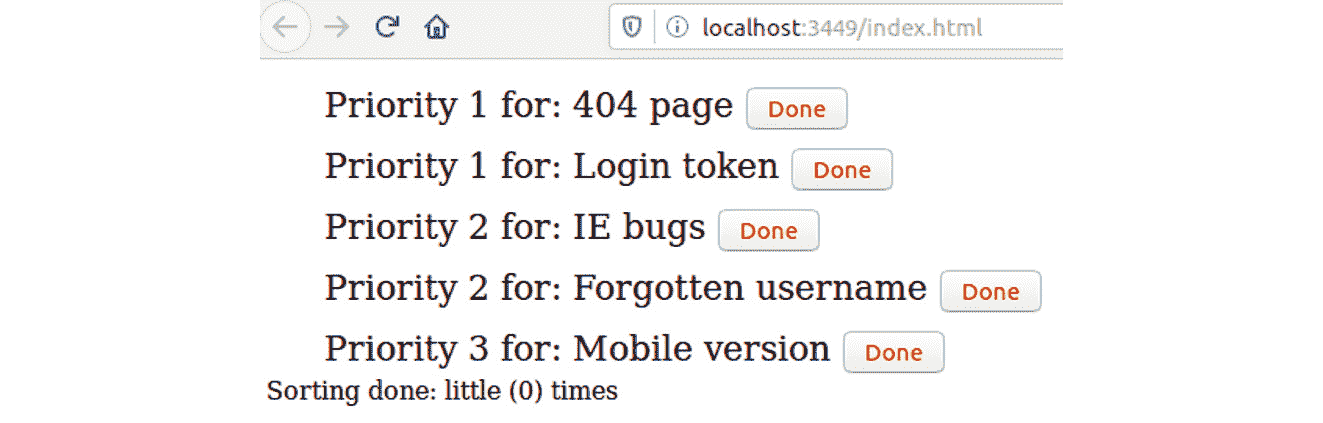 localhost:3449/index.html
Priority 1 for: 404 page Done
Priority 1 for: Login token Done
Priority 2 for: IE bugs Done
Priority 2 for: Forgotten username Done
Priority 3 for: Mobile version Done
Sorting done: little (0) times